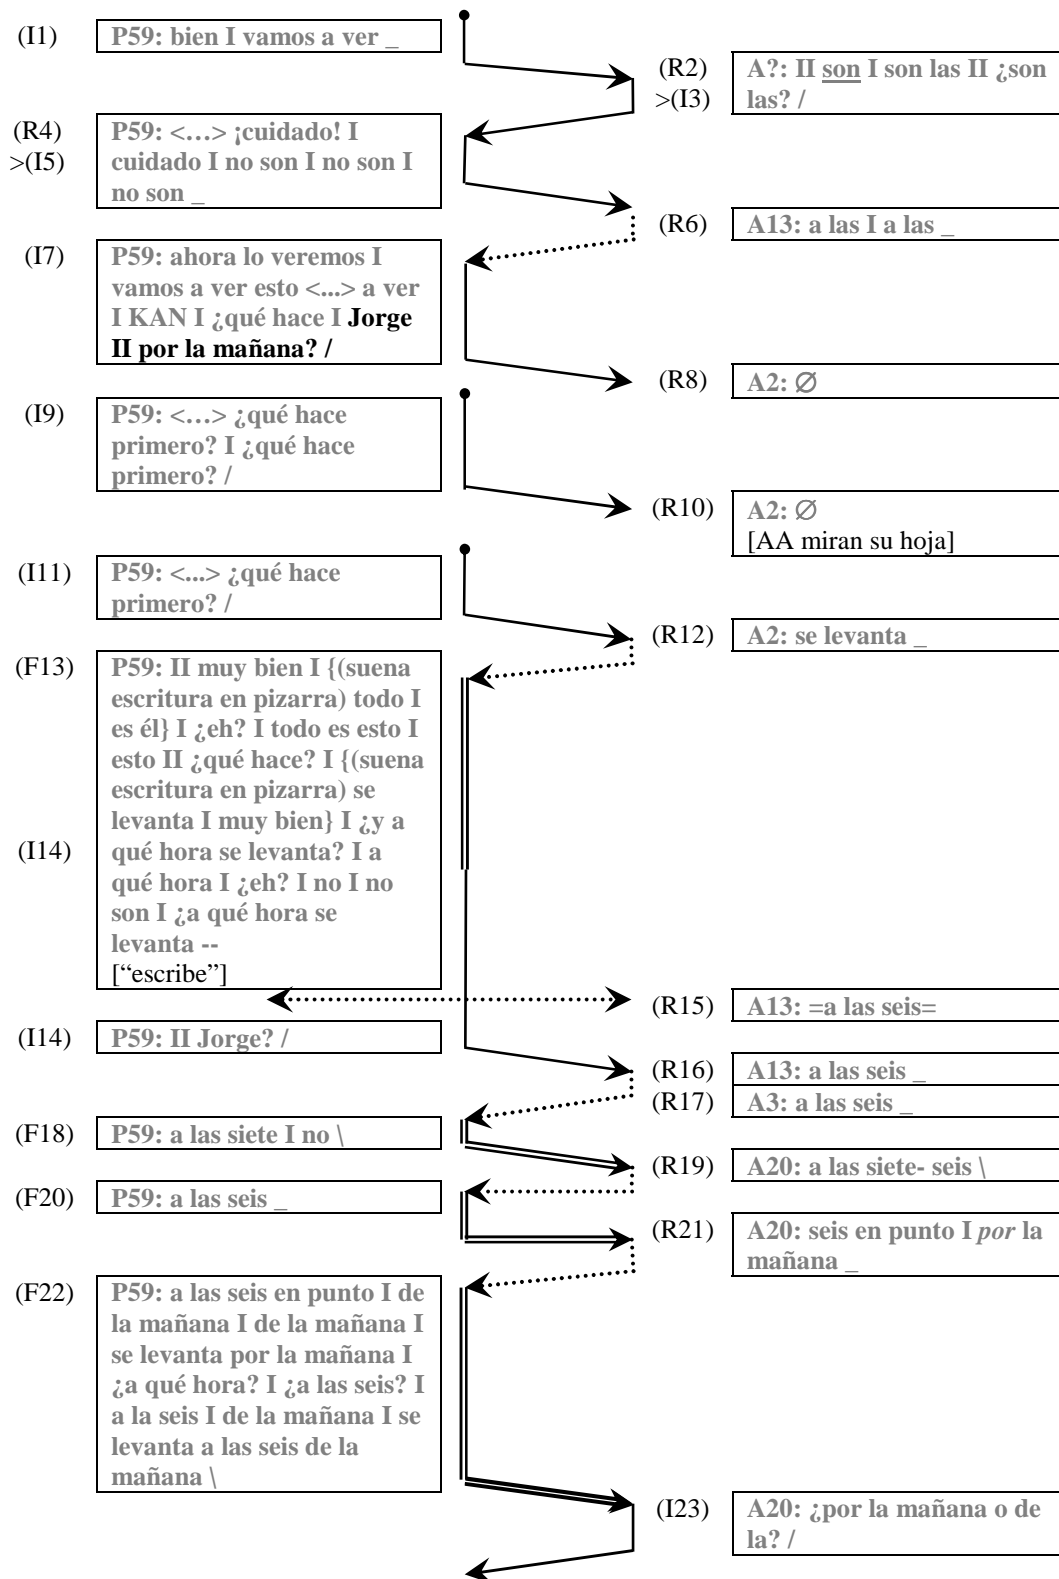 (I1)
P59: bien I vamos a ver _
(R2)
>(I3)
A?: II son I son las II ¿son
las? /
(R4)
>(I5)
P59: <…> ¡cuidado! I
cuidado I no son I no son I
no son _
(R6)
A13: a las I a las _
(I7)
P59: ahora lo veremos I
vamos a ver esto <...> a ver
I KAN I ¿qué hace I Jorge
II por la mañana? /
(R8)
A2: ∅
(I9)
P59: <…> ¿qué hace
primero? I ¿qué hace
primero? /
(R10)
A2: ∅
[AA miran su hoja]
(I11)
P59: <...> ¿qué hace
primero? /
(R12)
A2: se levanta _
(F13)
P59: II muy bien I {(suena
escritura en pizarra) todo I
es él} I ¿eh? I todo es esto I
esto II ¿qué hace? I {(suena
escritura en pizarra) se
levanta I muy bien} I ¿y a
(I14)
qué hora se levanta? I a
qué hora I ¿eh? I no I no
son I ¿a qué hora se
levanta --
["escribe"]
(R15)
A13: =a las seis=
(I14)
P59: II Jorge? /
(R16)
A13: a las seis _
(R17)
A3: a las seis _
(F18)
P59: a las siete I no \
(R19)
A20: a las siete- seis \
(F20)
P59: a las seis _
(R21)
A20: seis en punto I por la
mañana _
(F22)
P59: a las seis en punto I de
la mañana I de la mañana I
se levanta por la mañana I
¿a qué hora? I ¿a las seis? I
a la seis I de la mañana I se
levanta a las seis de la
mañana \
(I23)
A20: ¿por la mañana o de
la? /